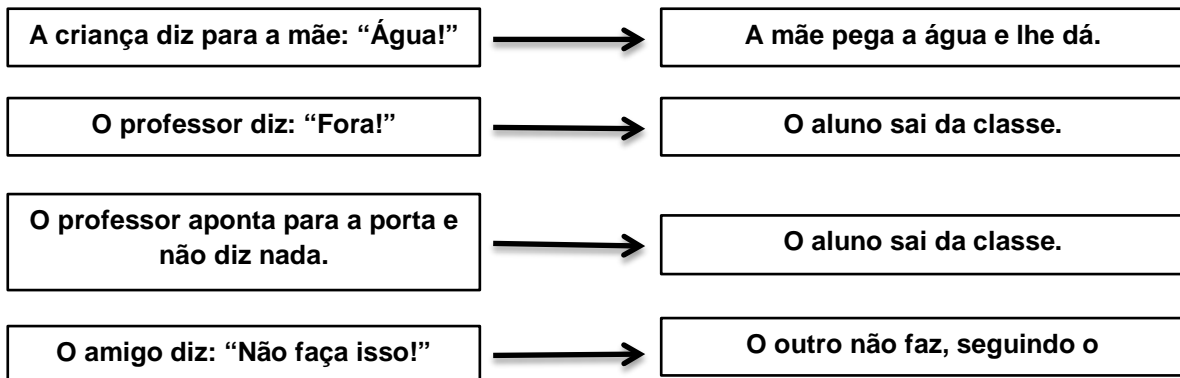 A criança diz para a mãe: “Água!”
A mãe pega a água e lhe dá.
O professor diz: “Fora!”
O aluno sai da classe.
O professor aponta para a porta e
não diz nada.
O aluno sai da classe.
O amigo diz: “Não faça isso!”
O outro não faz, seguindo o